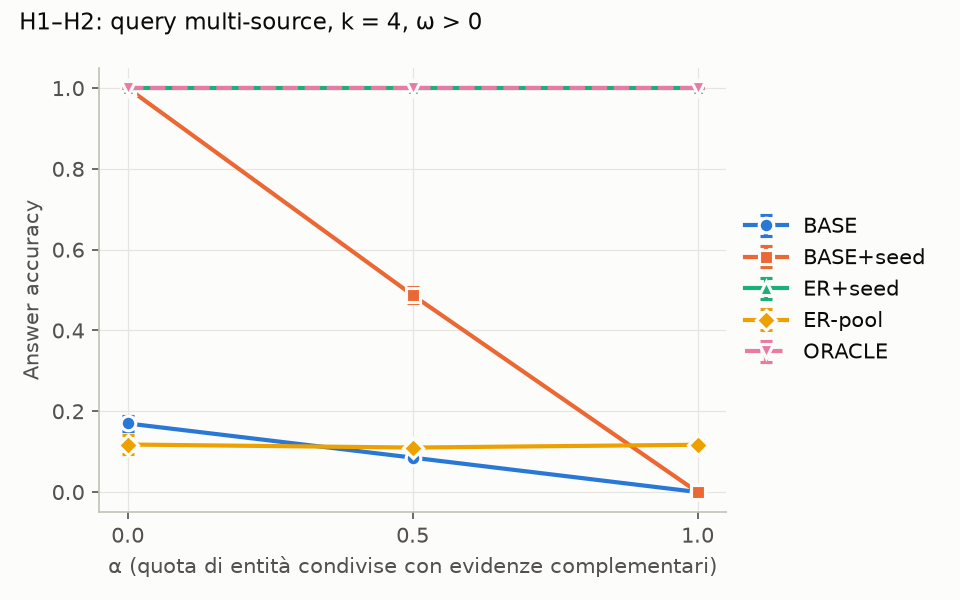 H1–H2: query multi-source, k = 4, ω > 0
Answer accuracy
1.0
0.8
0.6
0.4
0.2
0.0
0.0 0.5 1.0
α (quota di entità condivise con evidenze complementari)
BASE
BASE+seed
ER+seed
ER-pool
ORACLE